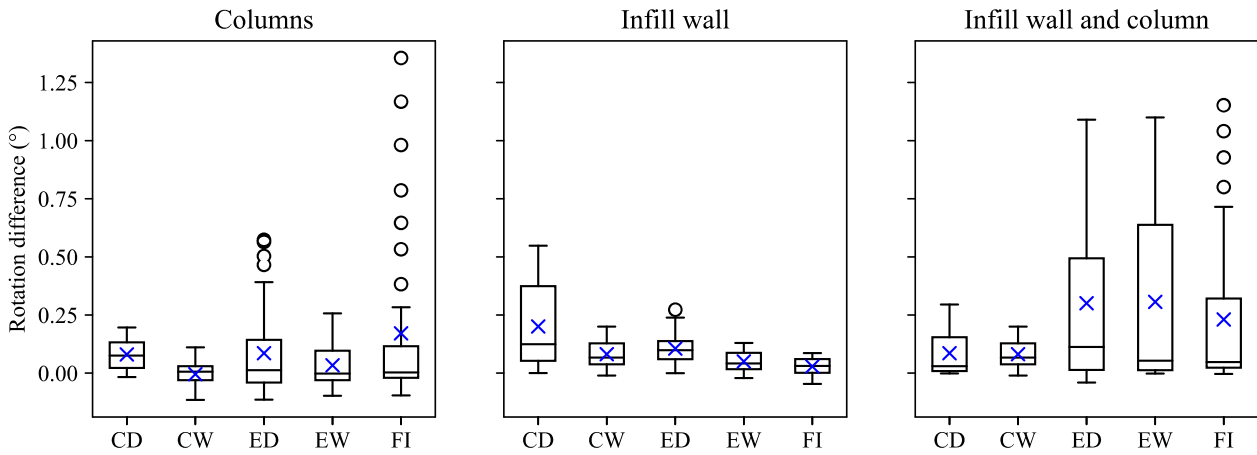 Columns
Infill wall
Infill wall and column
Rotation difference (°)
1.25
1.00
0.75
0.50
0.25
0.00
CD CW ED EW FI
CD CW ED EW FI
CD CW ED EW FI